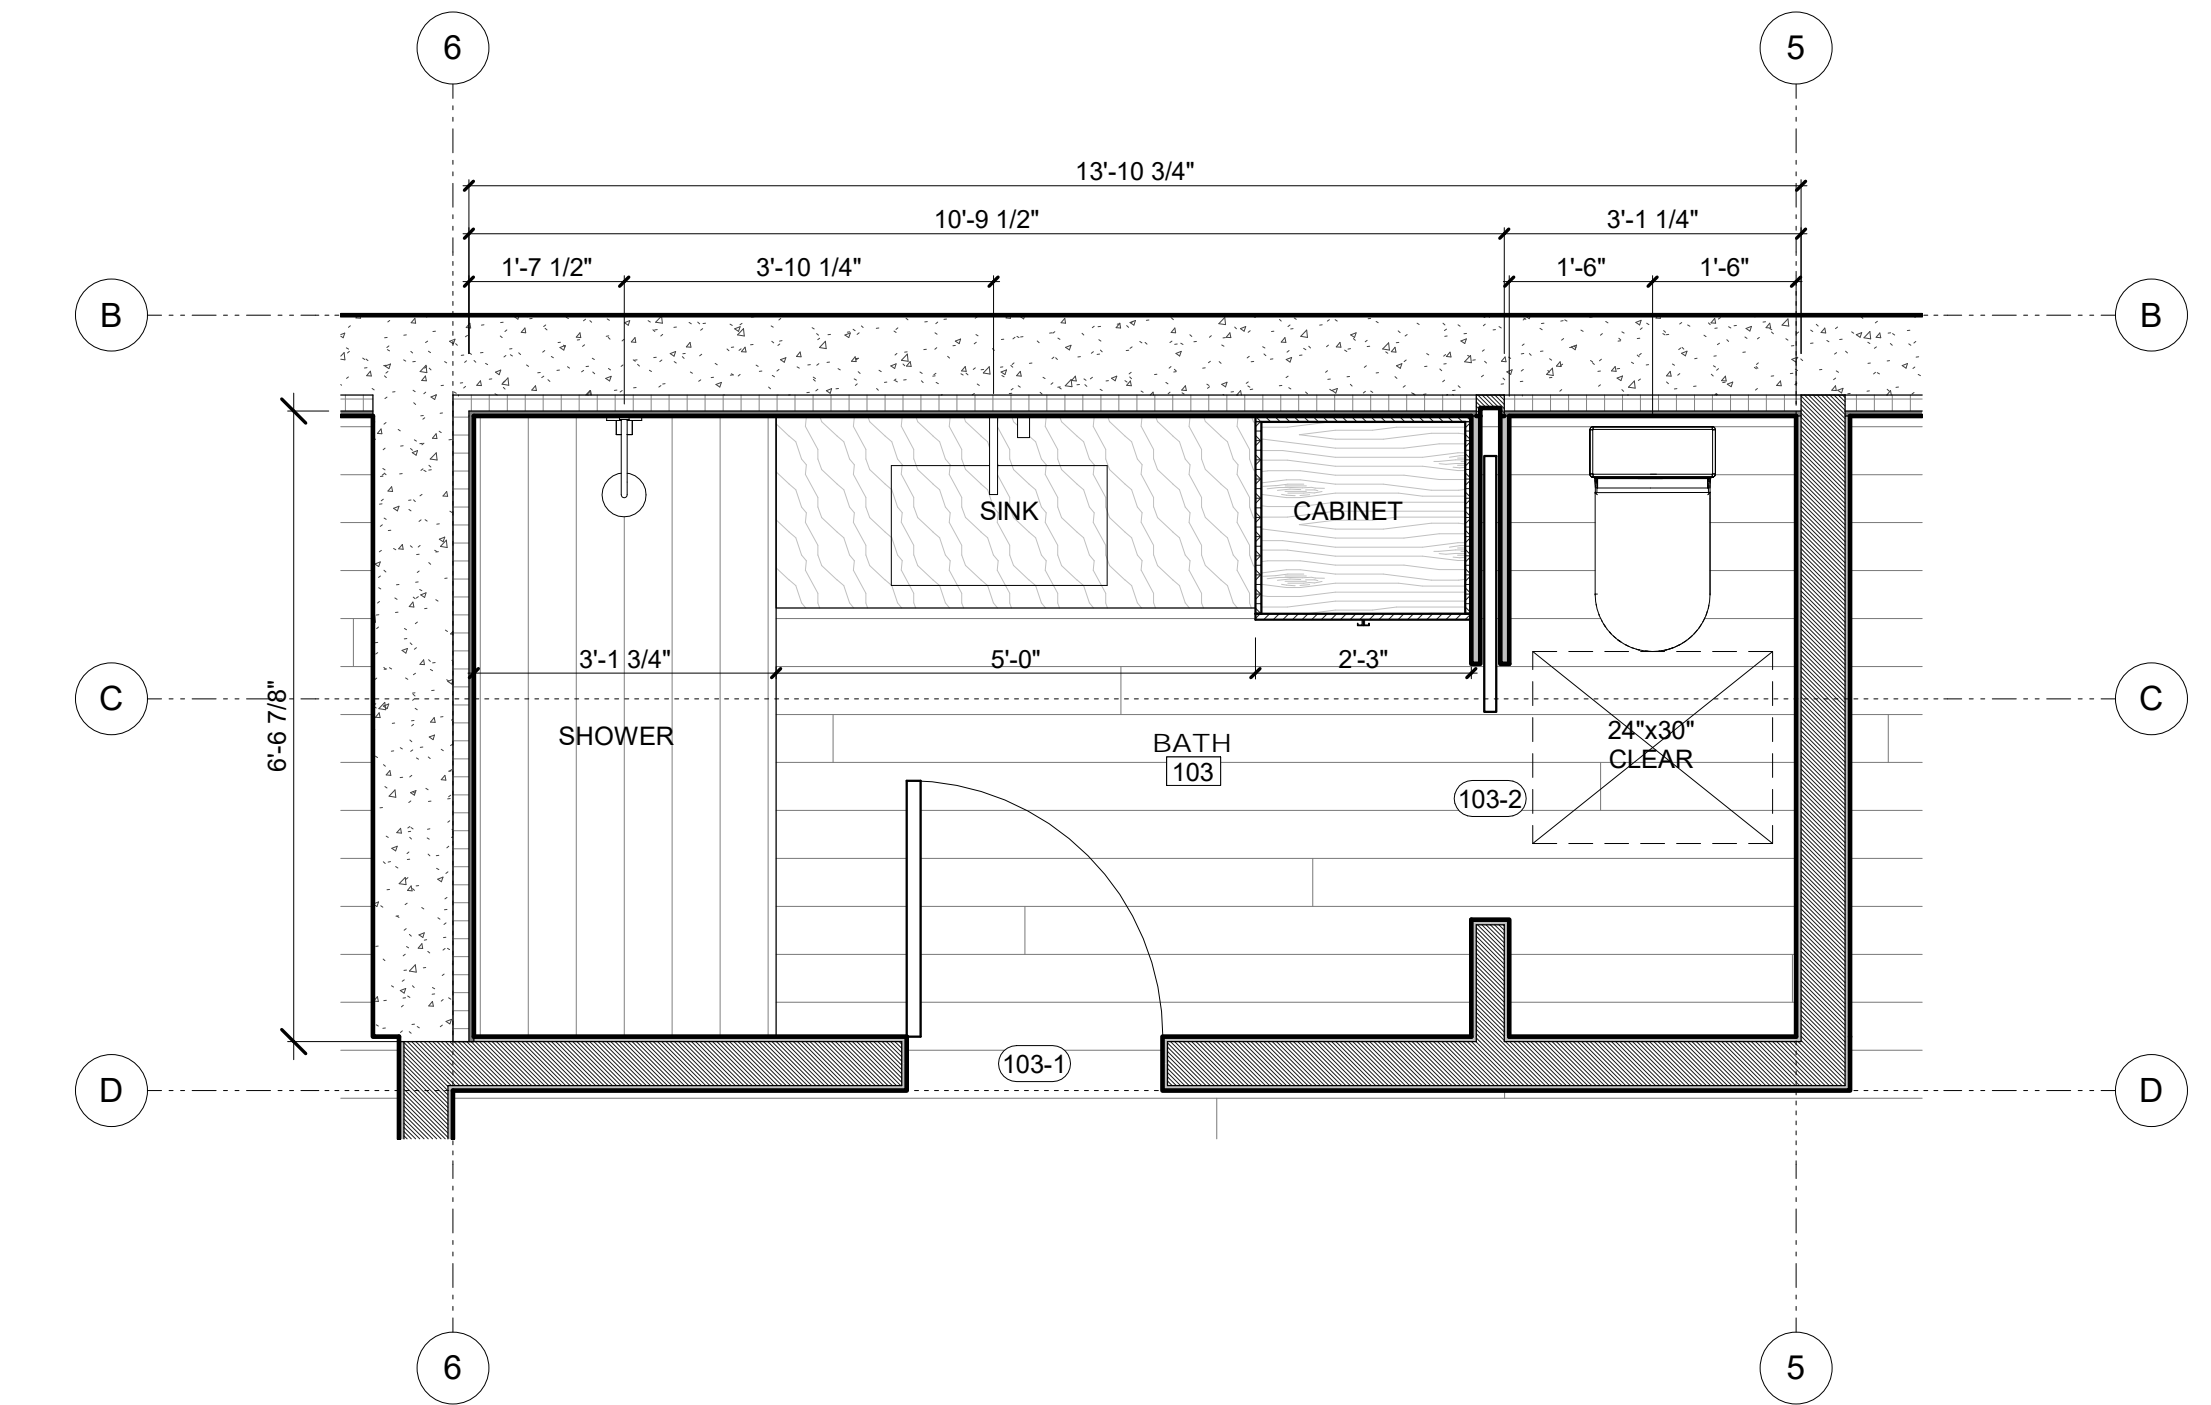 6
5
13'-10 3/4"
10'-9 1/2"
3'-1 1/4"
1'-7 1/2"
3'-10 1/4"
1'-6"
1'-6"
B
B
SINK
CABINET
3'-1 3/4"
5'-0"
2'-3"
C
C
6'-6 7/8"
SHOWER
BATH
103
24"x30"
CLEAR
103-2
103-1
D
D
6
5